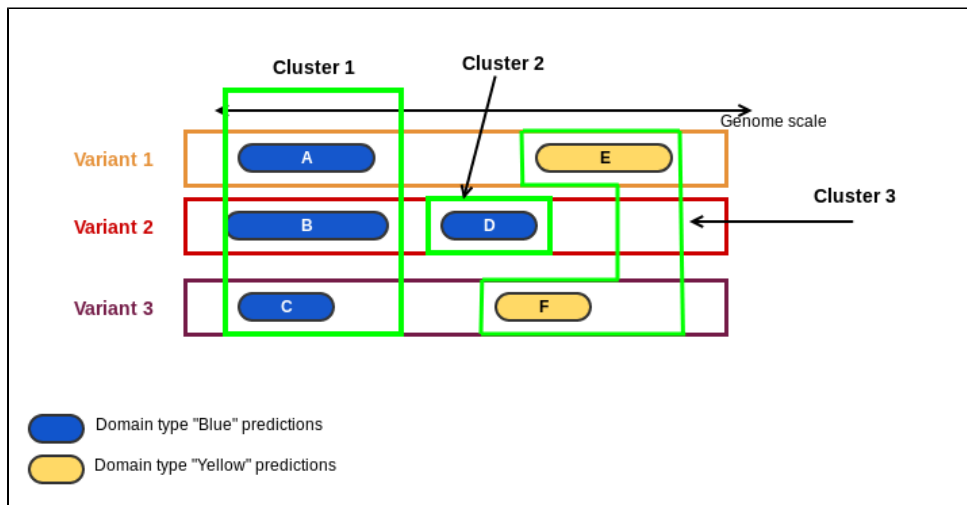 Cluster 1
Cluster 2
Genome scale
Variant 1
A
E
Cluster 3
Variant 2
B
D
Variant 3
C
F
Domain type "Blue" predictions
Domain type "Yellow" predictions